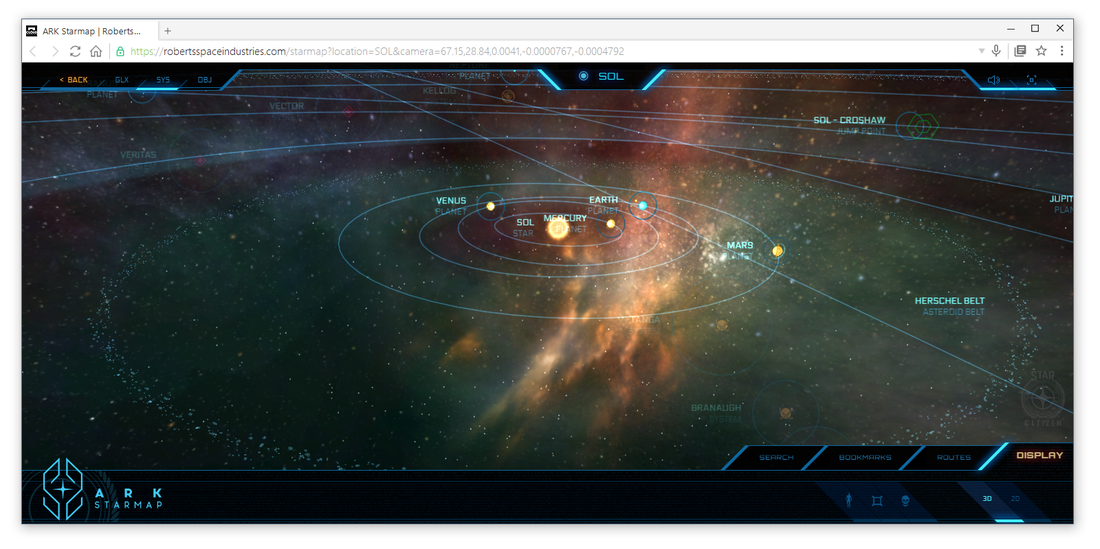 ARK Starmap | Roberts...
https://robertsspaceindustries.com/starmap?location=SOL&camera=67.15,28.84,0.0041,-0.0000767,-0.0004792
< BACK
GLX
SYS
OBJ
SOL
PLANET
PLANET
KELLOG
VECTOR
VERITAS
SOL - CROSHAW
JUMP POINT
VENUS
PLANET
EARTH
PLANET
JUPIT
PLAN
SOL
STAR
MERCURY
PLANET
MARS
PLANET
HERSCHEL BELT
ASTEROID BELT
BRANAUGH
SYSTEM
STAR
CITIZEN
SEARCH
BOOKMARKS
ROUTES
DISPLAY
ARK
STARMAP
3D
2D